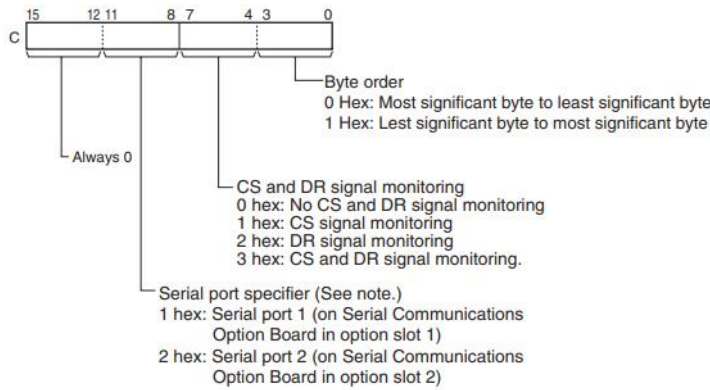 15 12 11 8 7 4 3 0
C
Byte order
0 Hex: Most significant byte to least significant byte
1 Hex: Lest significant byte to most significant byte
Always 0
CS and DR signal monitoring
0 hex: No CS and DR signal monitoring
1 hex: CS signal monitoring
2 hex: DR signal monitoring
3 hex: CS and DR signal monitoring.
Serial port specifier (See note.)
1 hex: Serial port 1 (on Serial Communications
Option Board in option slot 1)
2 hex: Serial port 2 (on Serial Communications
Option Board in option slot 2)